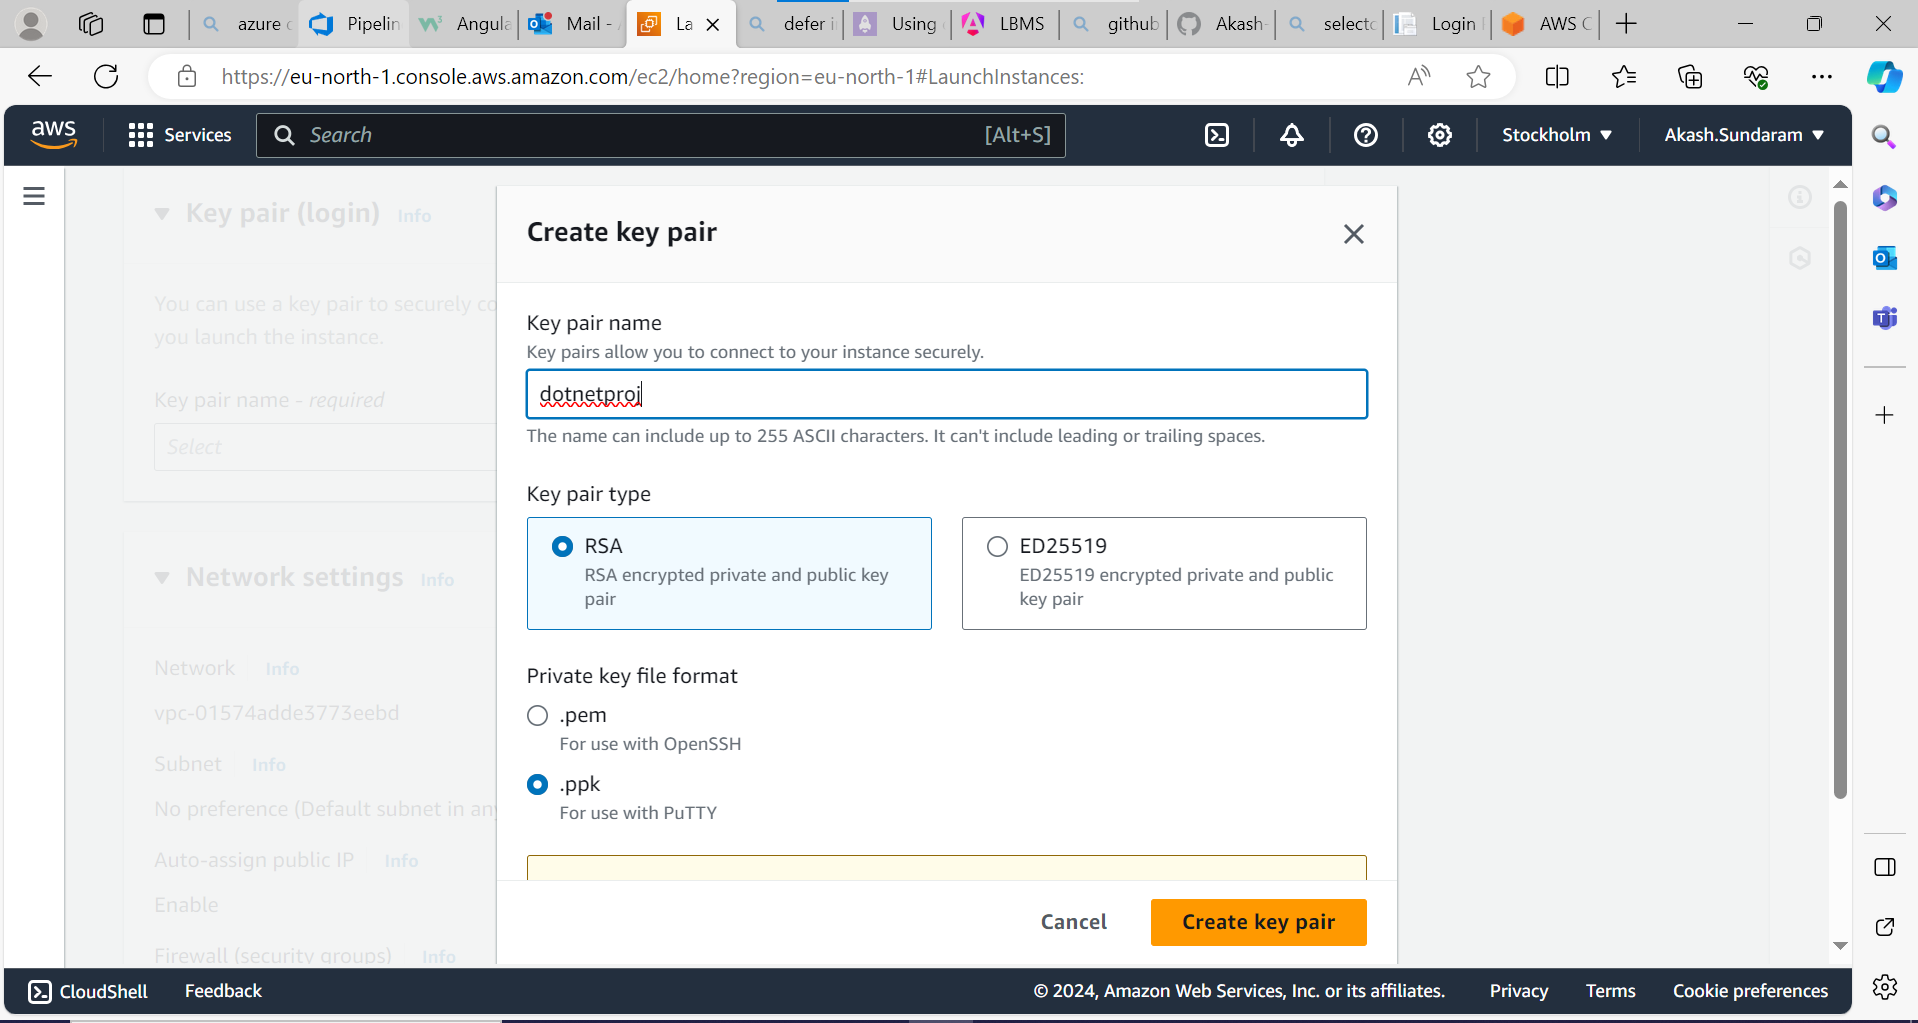 azure c
Pipelin
Angula
Mail -
La
defer i
Using
LBMS
github
Akash-
selecto
Login
AWS C
https://eu-north-1.console.aws.amazon.com/ec2/home?region=eu-north-1#LaunchInstances:
aws
Services
Search
[Alt+S]
Stockholm
Akash.Sundaram
Key pair (login) Info
You can use a key pair to securely co
you launch the instance.
Key pair name - required
Select
Network settings Info
Network Info
vpc-01574adde3773eebd
Subnet Info
No preference (Default subnet in any
Auto-assign public IP Info
Enable
Firewall (security groups) Info
Create key pair
Key pair name
Key pairs allow you to connect to your instance securely.
dotnetproj
The name can include up to 255 ASCII characters. It can't include leading or trailing spaces.
Key pair type
RSA
RSA encrypted private and public key
pair
ED25519
ED25519 encrypted private and public
key pair
Private key file format
.pem
For use with OpenSSH
.ppk
For use with PuTTY
Cancel
Create key pair
CloudShell
Feedback
© 2024, Amazon Web Services, Inc. or its affiliates.
Privacy
Terms
Cookie preferences